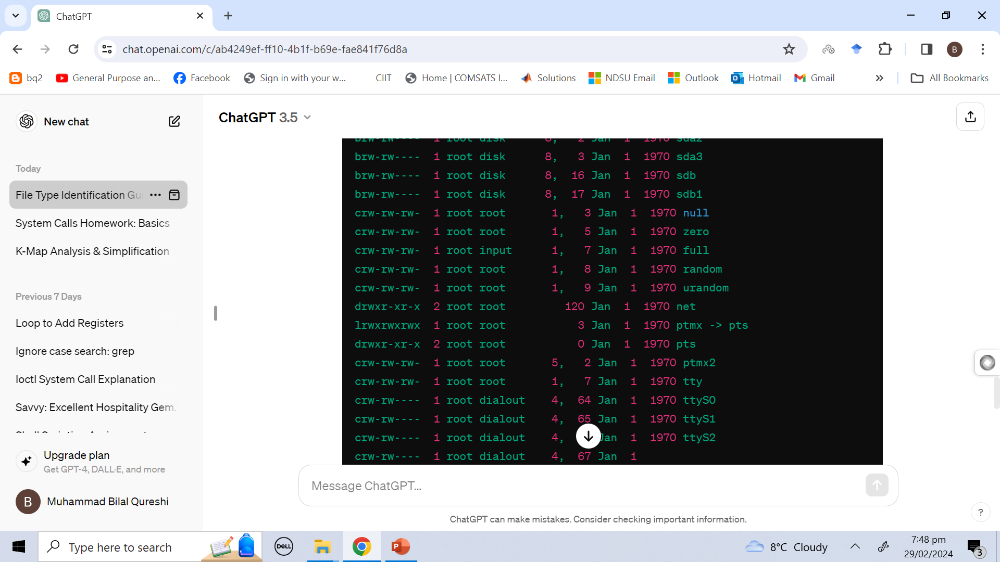 ChatGPT
chat.openai.com/c/ab4249ef-ff10-4b1f-b69e-fae841f76d8a
B
bq2
General Purpose an...
Facebook
Sign in with your w...
CIIT
Home | COMSATS I...
Solutions
NDSU Email
Outlook
Hotmail
Gmail
All Bookmarks
New chat
Today
File Type Identification Gu
System Calls Homework: Basics
K-Map Analysis & Simplification
Previous 7 Days
Loop to Add Registers
Ignore case search: grep
Ioctl System Call Explanation
Savvy: Excellent Hospitality Gem.
Upgrade plan
Get GPT-4, DALL·E, and more
B
Muhammad Bilal Qureshi
ChatGPT 3.5
brw-rw---- 1 root disk 8, 2 Jan 1 1970 sda2
brw-rw---- 1 root disk 8, 3 Jan 1 1970 sda3
brw-rw---- 1 root disk 8, 16 Jan 1 1970 sdb
brw-rw---- 1 root disk 8, 17 Jan 1 1970 sdb1
crw-rw-rw- 1 root root 1, 3 Jan 1 1970 null
crw-rw-rw- 1 root root 1, 5 Jan 1 1970 zero
crw-rw-rw- 1 root input 1, 7 Jan 1 1970 full
crw-rw-rw- 1 root root 1, 8 Jan 1 1970 random
crw-rw-rw- 1 root root 1, 9 Jan 1 1970 urandom
drwxr-xr-x 2 root root 120 Jan 1 1970 net
lrwxrwxrwx 1 root root 3 Jan 1 1970 ptmx -> pts
drwxr-xr-x 2 root root 0 Jan 1 1970 pts
crw-rw-rw- 1 root root 5, 2 Jan 1 1970 ptmx2
crw-rw-rw- 1 root root 1, 7 Jan 1 1970 tty
crw-rw---- 1 root dialout 4, 64 Jan 1 1970 ttyS0
crw-rw---- 1 root dialout 4, 65 Jan 1 1970 ttyS1
crw-rw---- 1 root dialout 4, Jan 1 1970 ttyS2
crw-rw---- 1 root dialout 4, 67 Jan 1
Message ChatGPT...
ChatGPT can make mistakes. Consider checking important information.
?
Type here to search
DELL
P
8°C Cloudy
7:48 pm
29/02/2024
3